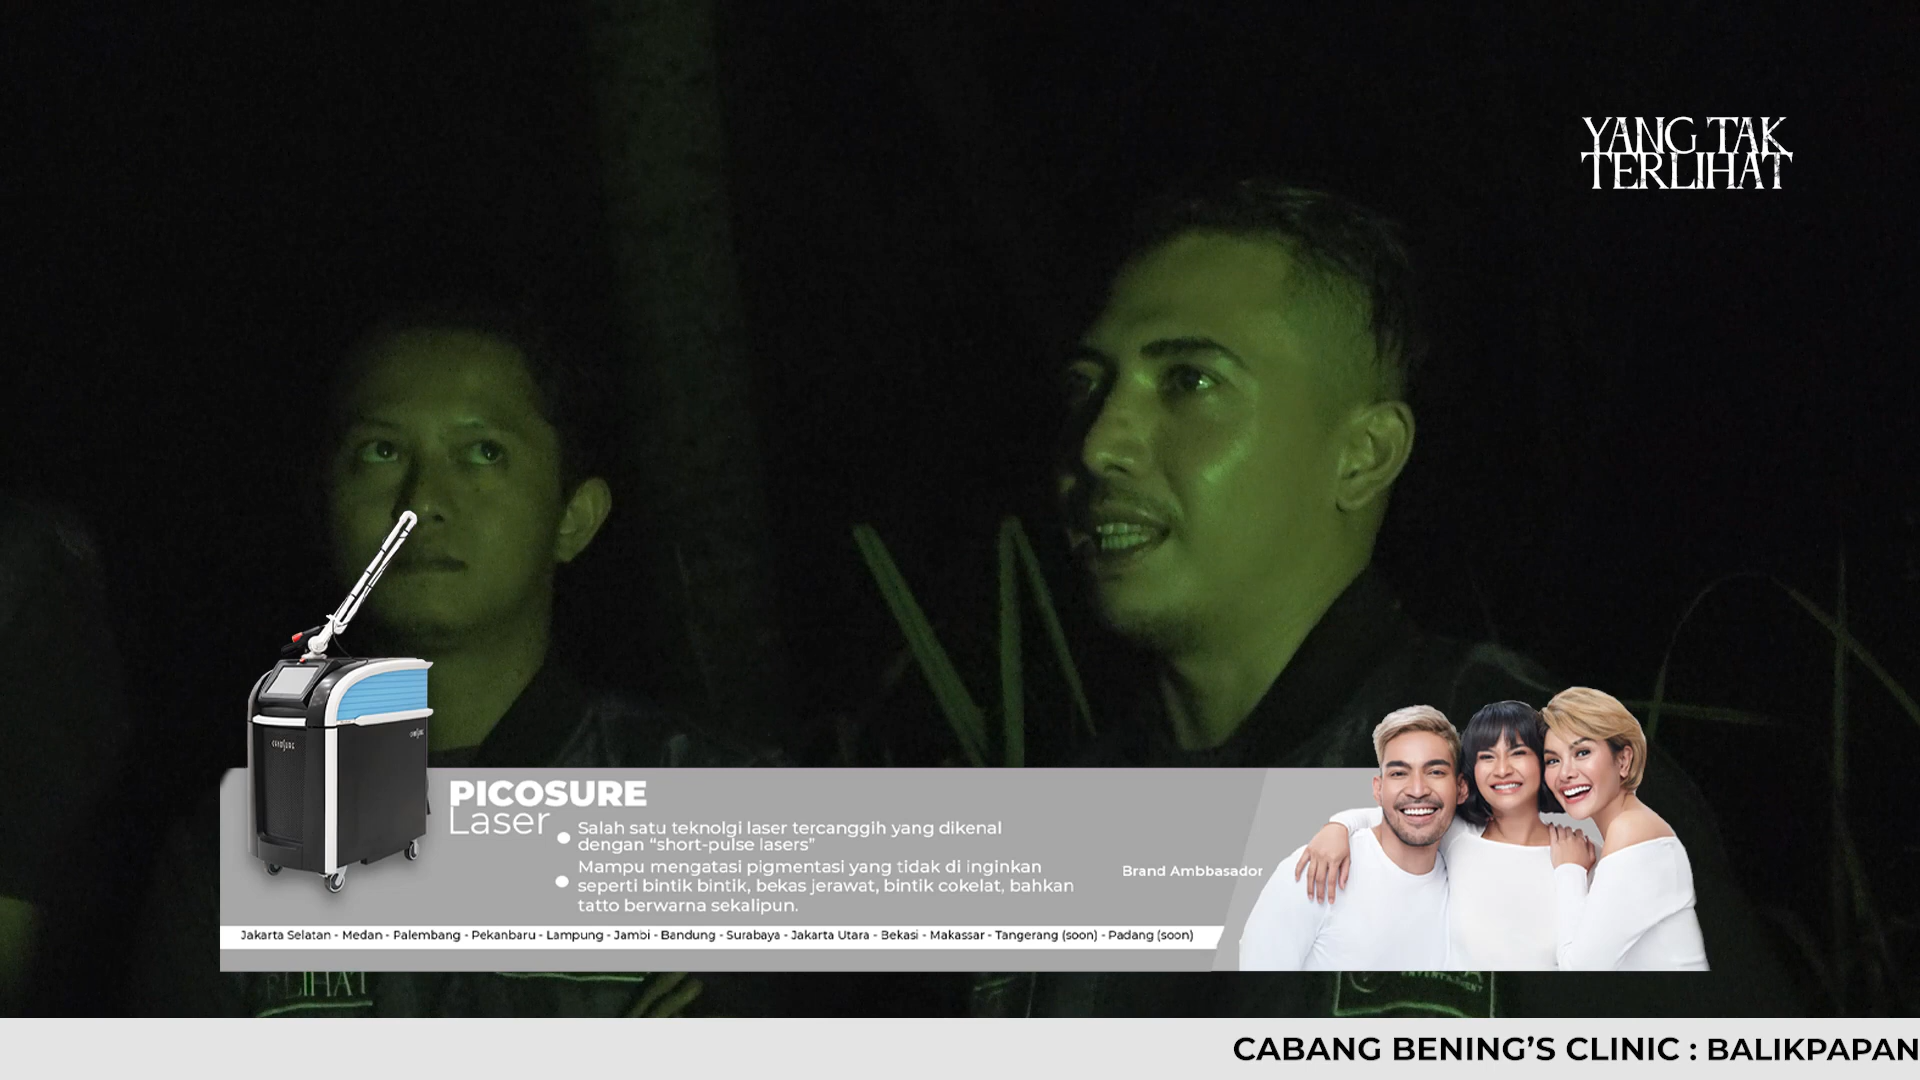 YANG TAK
TERLIHAT
PICOSURE
Laser
Salah satu teknolgi laser tercanggih yang dikenal
dengan “short-pulse lasers”
Mampu mengatasi pigmentasi yang tidak di inginkan
seperti bintik bintik, bekas jerawat, bintik cokelat, bahkan
tatto berwarna sekalipun.
Brand Ambbasador
Jakarta Selatan - Medan - Palembang - Pekanbaru - Lampung - Jambi - Bandung - Surabaya - Jakarta Utara - Bekasi - Makassar - Tangerang (soon) - Padang (soon)
CABANG BENING’S CLINIC : BALIKPAPAN